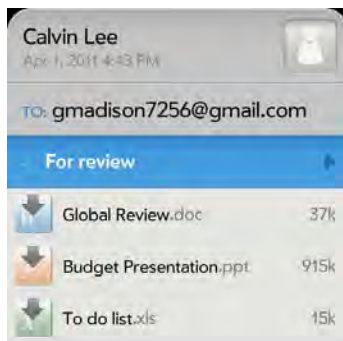 Calvin Lee
Apr 1, 2011 4:43 PM
TO: gmadison7256@gmail.com
For review
Global Review.doc 37k
Budget Presentation.ppt 915k
To do list.xls 15k